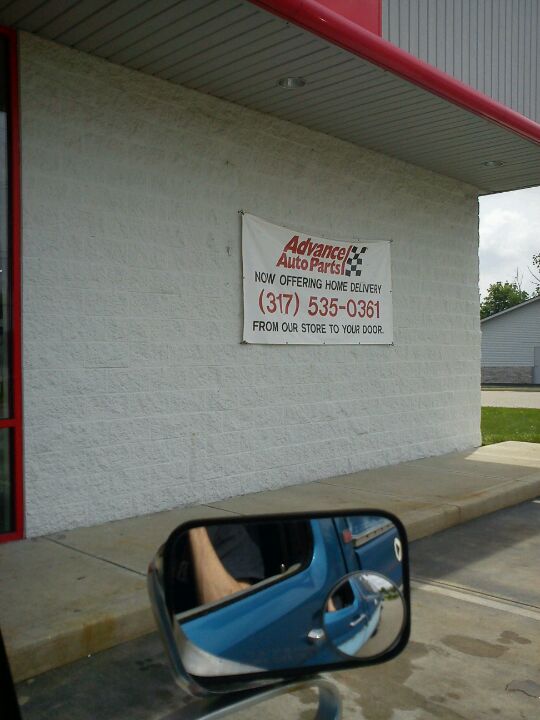 Advance
Auto Parts
NOW OFFERING HOME DELIVERY
(317) 535-0361
FROM OUR STORE TO YOUR DOOR.